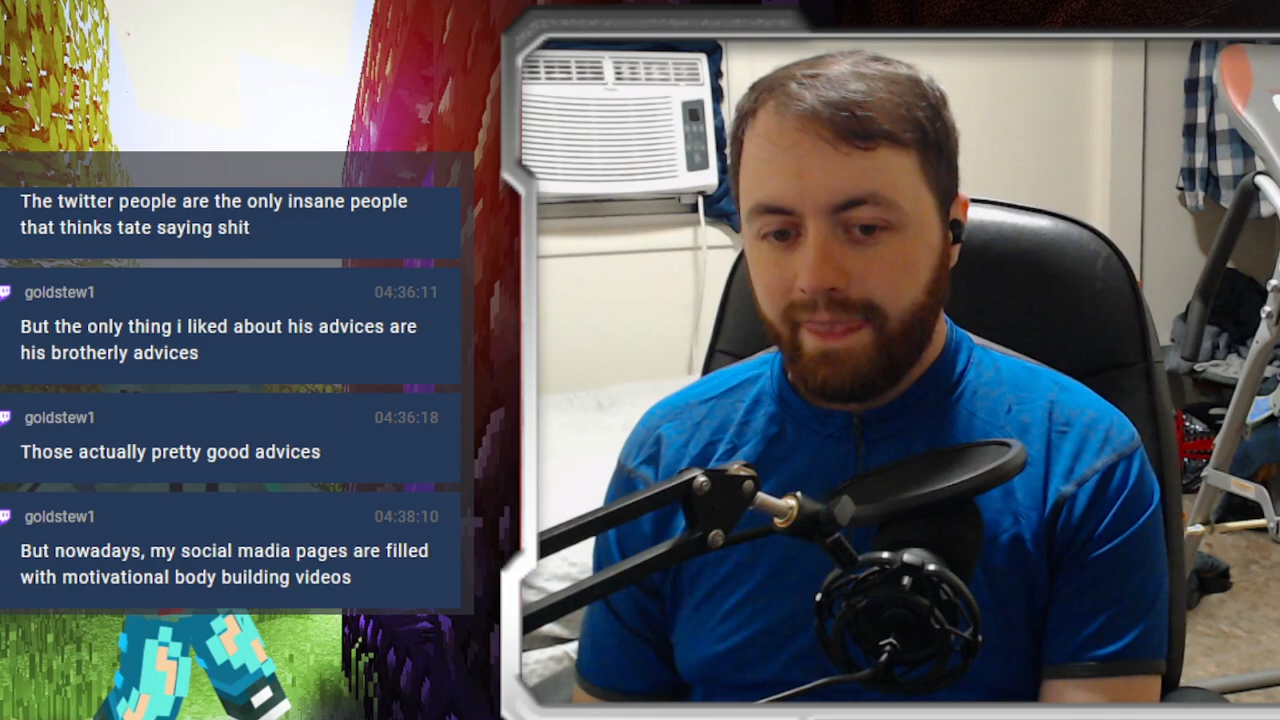 The twitter people are the only insane people
that thinks tate saying shit
goldstew1 04:36:11
But the only thing i liked about his advices are
his brotherly advices
goldstew1 04:36:18
Those actually pretty good advices
goldstew1 04:38:10
But nowadays, my social madia pages are filled
with motivational body building videos